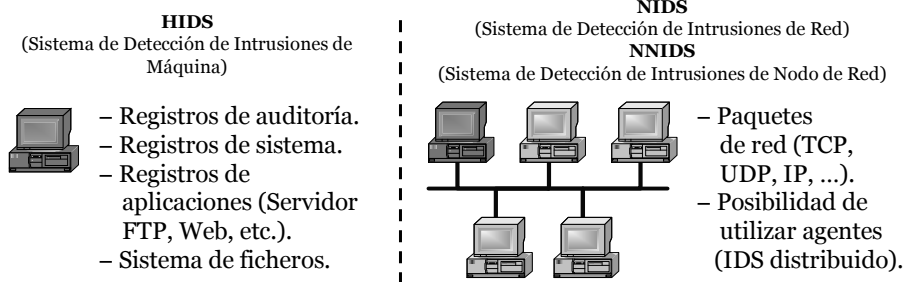 HIDS
(Sistema de Detección de Intrusiones de
Máquina)
– Registros de auditoría.
– Registros de sistema.
– Registros de
aplicaciones (Servidor
FTP, Web, etc.).
– Sistema de ficheros.
NIDS
(Sistema de Detección de Intrusiones de Red)
NNIDS
(Sistema de Detección de Intrusiones de Nodo de Red)
– Paquetes
de red (TCP,
UDP, IP, ...).
– Posibilidad de
utilizar agentes
(IDS distribuido).